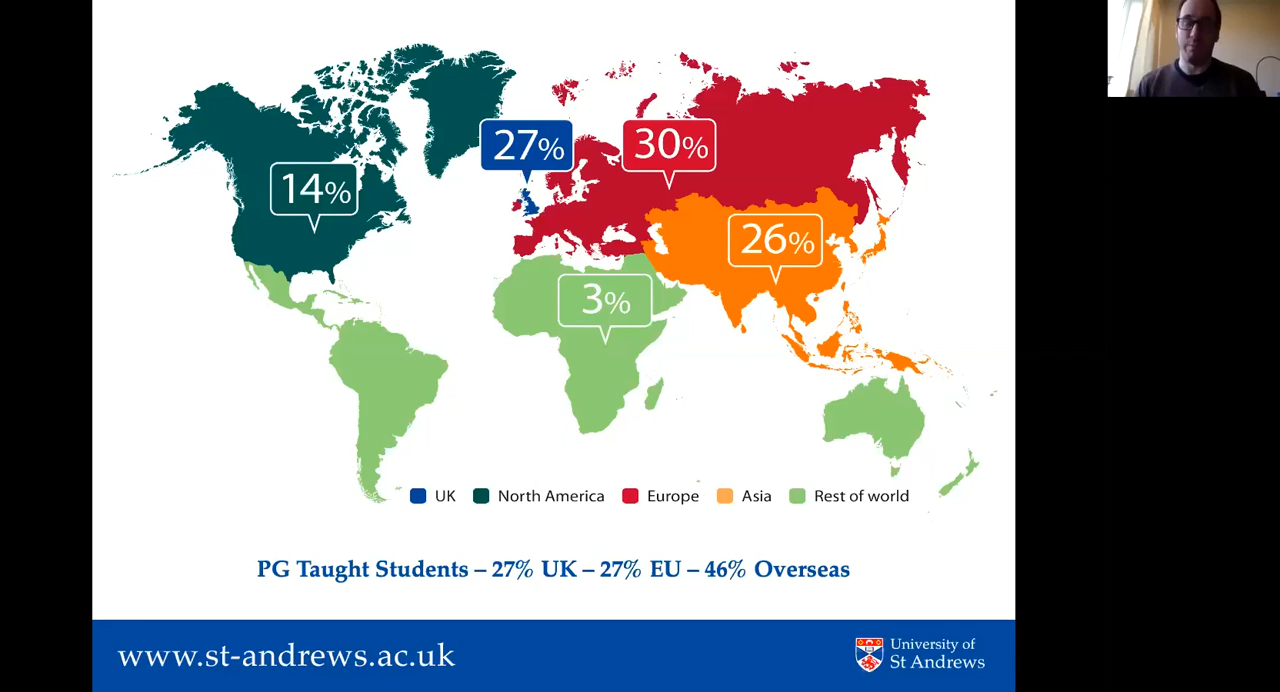 27%
30%
14%
26%
3%
UK North America Europe Asia Rest of world
PG Taught Students – 27% UK – 27% EU – 46% Overseas
www.st-andrews.ac.uk
University of
St Andrews